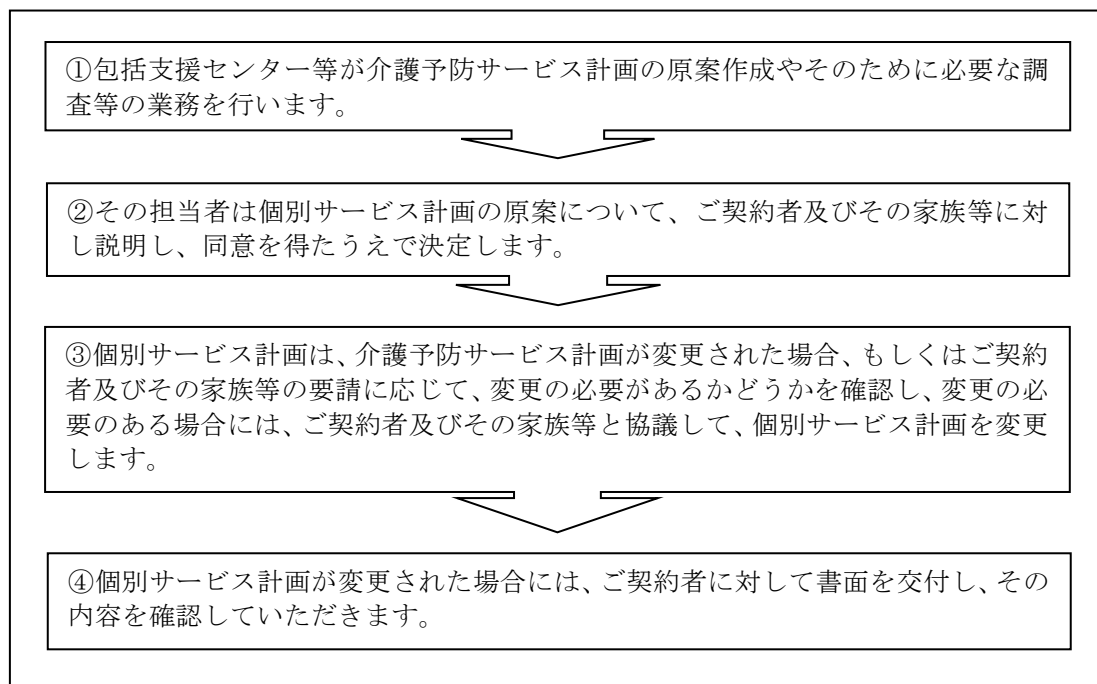 ①包括支援センター等が介護予防サービス計画の原案作成やそのために必要な調
査等の業務を行います。
②その担当者は個別サービス計画の原案について、ご契約者及びその家族等に対
し説明し、同意を得たうえで決定します。
③個別サービス計画は、介護予防サービス計画が変更された場合、もしくはご契約
者及びその家族等の要請に応じて、変更の必要があるかどうかを確認し、変更の必
要のある場合には、ご契約者及びその家族等と協議して、個別サービス計画を変更
します。
④個別サービス計画が変更された場合には、ご契約者に対して書面を交付し、その
内容を確認していただきます。